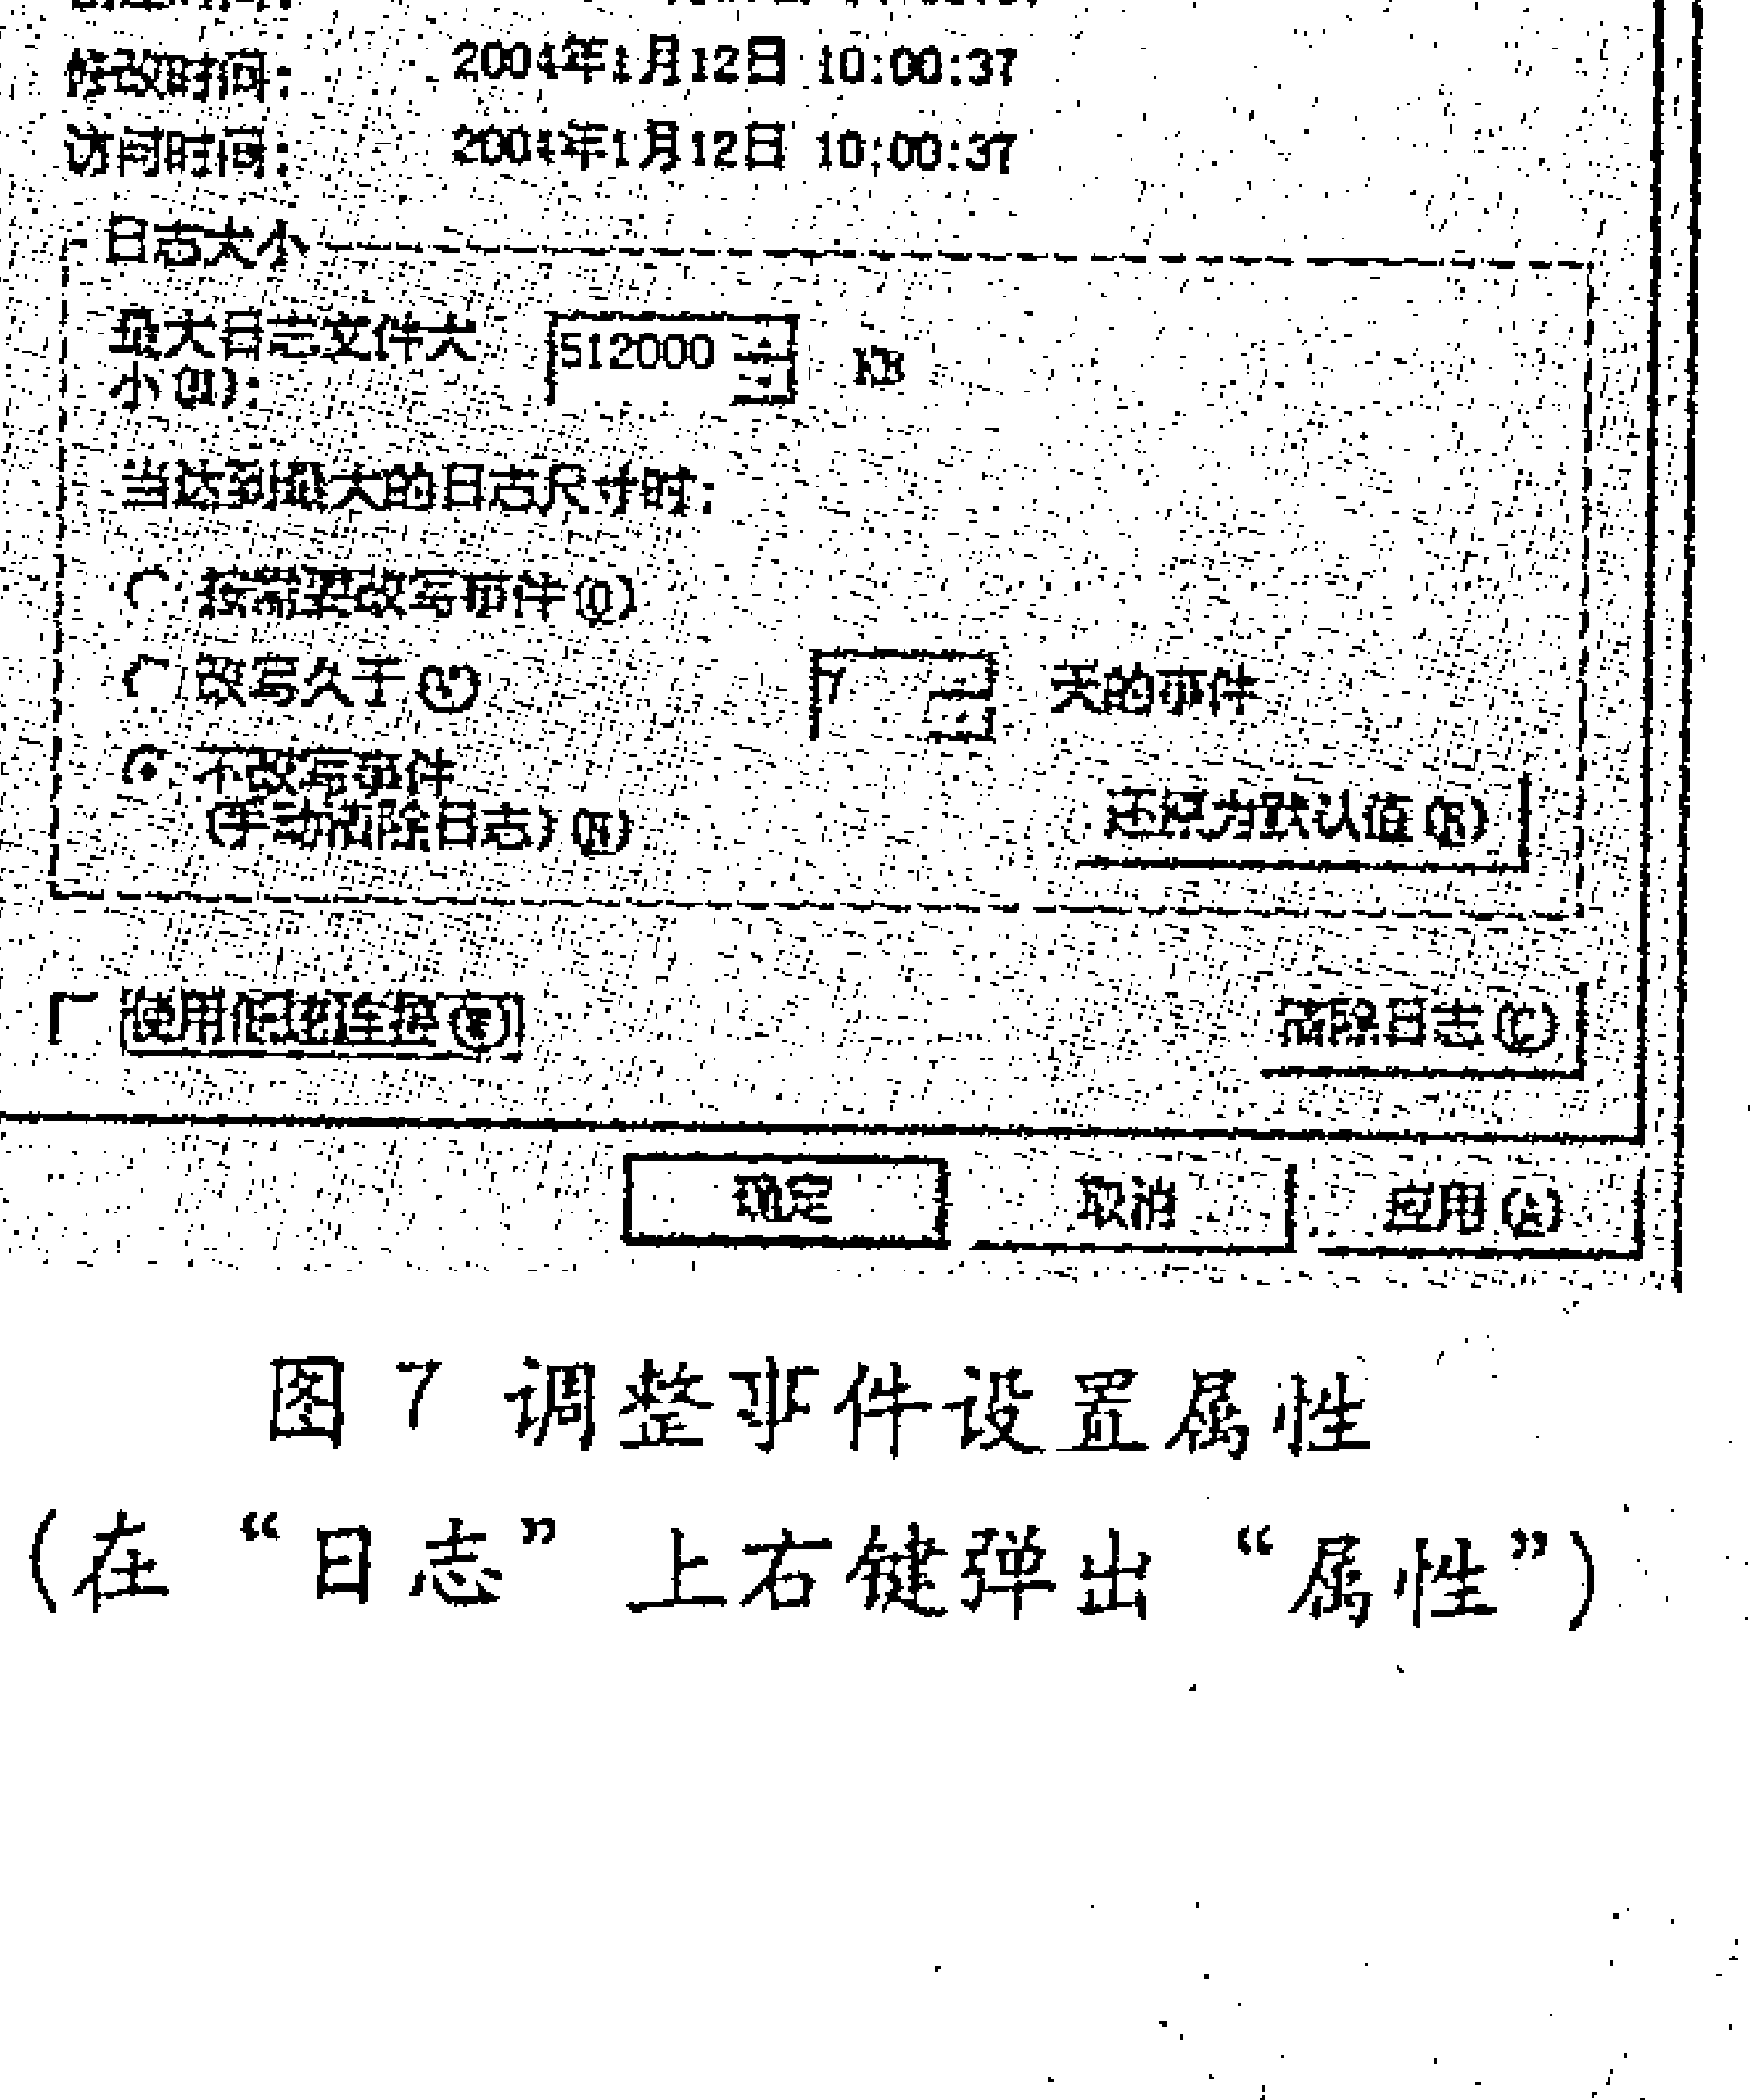 修改时间: 2004年1月12日 10:00:37
访问时间: 2004年1月12日 10:00:37
日志大小
最大日志文件大 512000 KB
小(M):
当达到最大的日志尺寸时:
按需要改写事件(O)
改写久于(E) 7 天的事件
不改写事件
(手动清除日志)(N) 还原为默认值(R)
使用低速连接(W) 清除日志(C)
确定 取消 应用(A)
图 7 调整事件设置属性
(在“日志”上右键弹出“属性”)